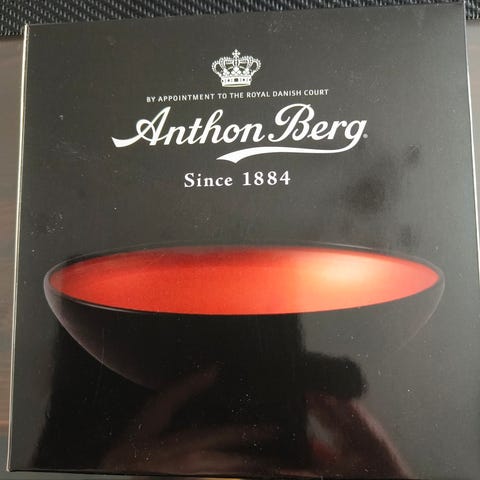 BY APPOINTMENT TO THE ROYAL DANISH COURT
Anthon Berg®
Since 1884